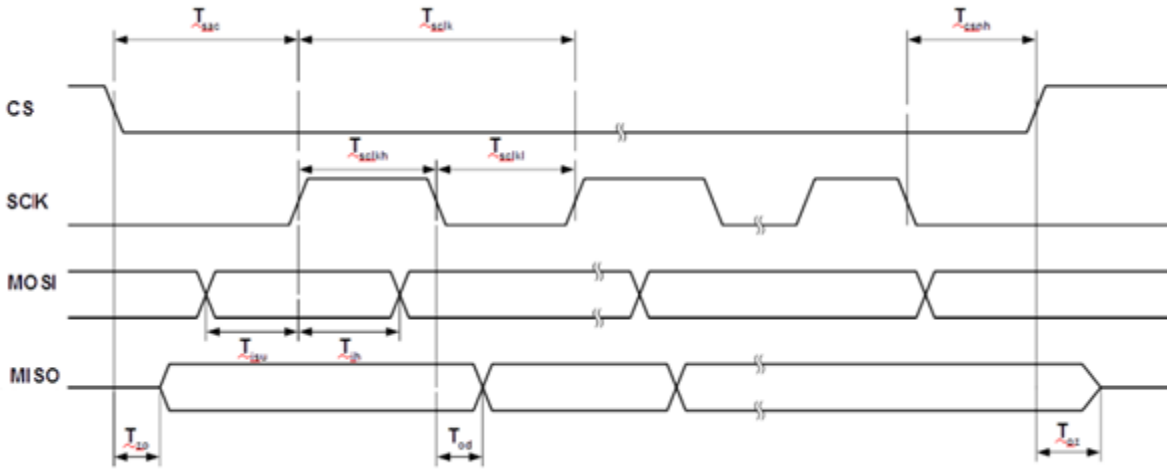 Tsac Tsclk Tcsnh
CS
Tsclkh Tsclkl
SCK
MOSI
Tisu Tih
MISO
Tzo Tod Toz